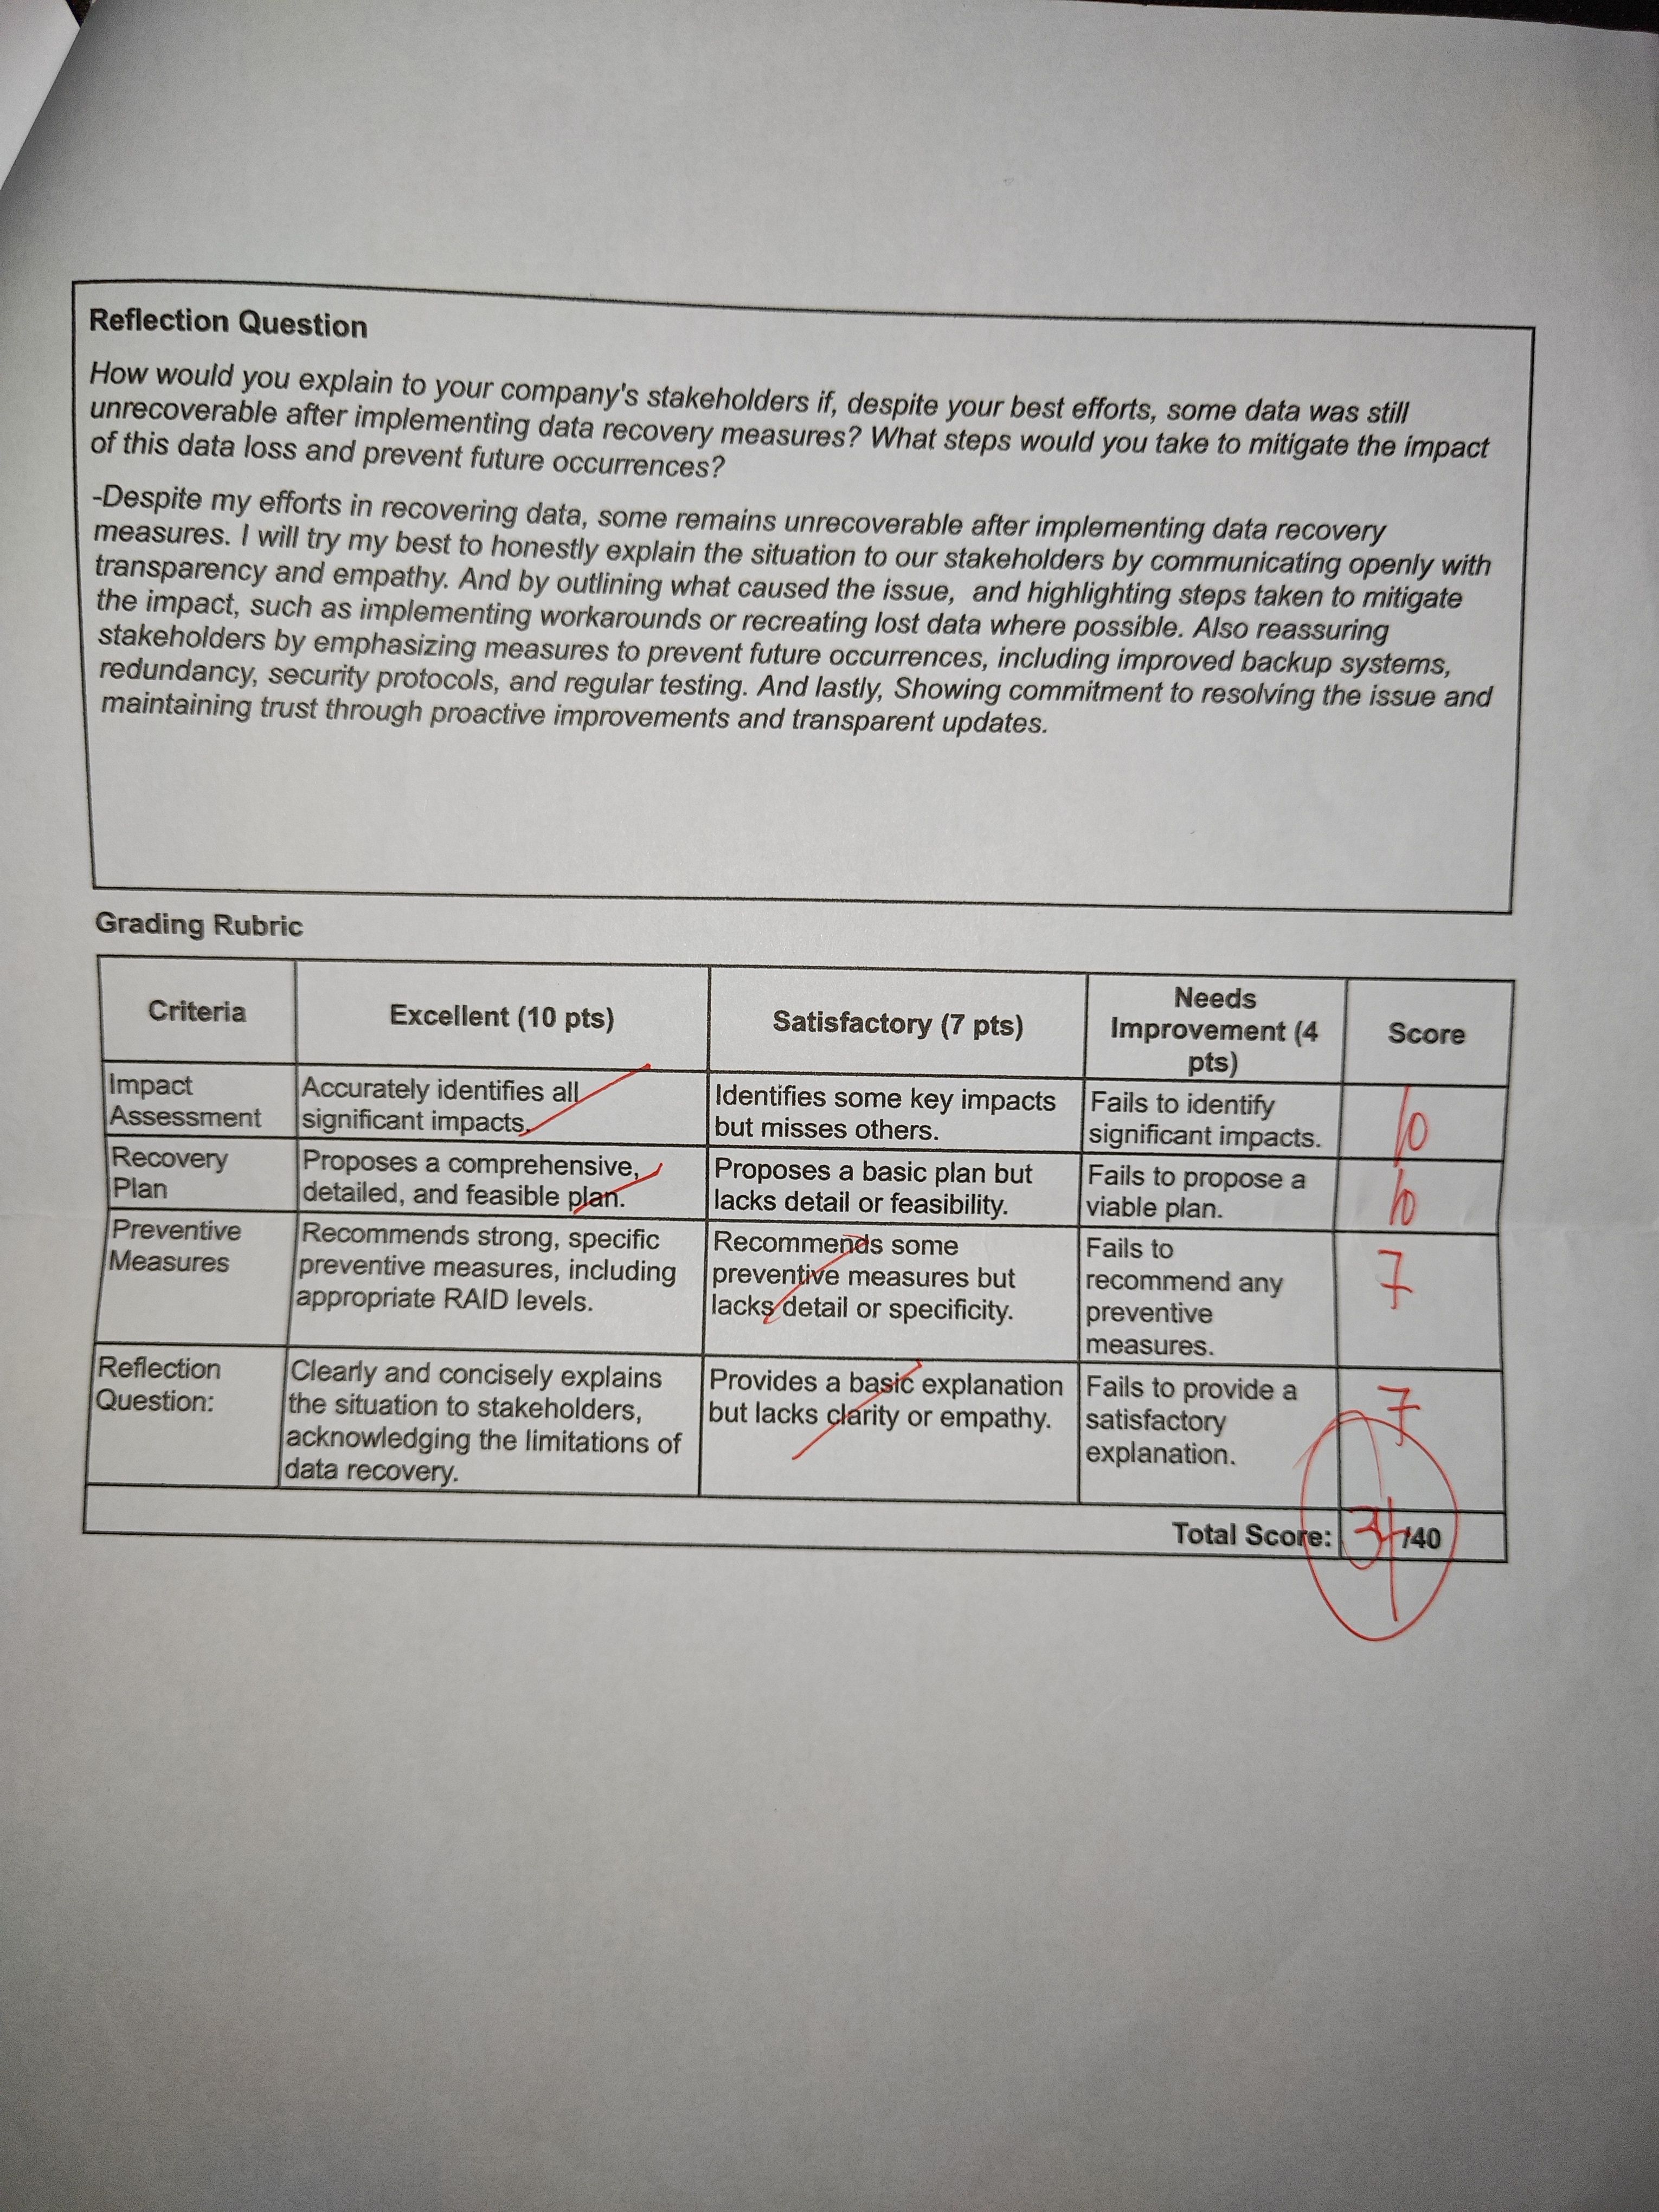 Reflection Question
How would you explain to your company's stakeholders if, despite your best efforts, some data was still
unrecoverable after implementing data recovery measures? What steps would you take to mitigate the impact
of this data loss and prevent future occurrences?
-Despite my efforts in recovering data, some remains unrecoverable after implementing data recovery
measures. I will try my best to honestly explain the situation to our stakeholders by communicating openly with
transparency and empathy. And by outlining what caused the issue, and highlighting steps taken to mitigate
the impact, such as implementing workarounds or recreating lost data where possible. Also reassuring
stakeholders by emphasizing measures to prevent future occurrences, including improved backup systems,
redundancy, security protocols, and regular testing. And lastly, Showing commitment to resolving the issue and
maintaining trust through proactive improvements and transparent updates.
Grading Rubric
Criteria
Excellent (10 pts)
Satisfactory (7 pts)
Needs
Improvement (4
pts)
Score
Impact
Assessment
Accurately identifies all
significant impacts.
Identifies some key impacts
but misses others.
Fails to identify
significant impacts.
10
Recovery
Plan
Proposes a comprehensive,
detailed, and feasible plan.
Proposes a basic plan but
lacks detail or feasibility.
Fails to propose a
viable plan.
10
Preventive
Measures
Recommends strong, specific
preventive measures, including
appropriate RAID levels.
Recommends some
preventive measures but
lacks detail or specificity.
Fails to
recommend any
preventive
measures.
7
Reflection
Question:
Clearly and concisely explains
the situation to stakeholders,
acknowledging the limitations of
data recovery.
Provides a basic explanation
but lacks clarity or empathy.
Fails to provide a
satisfactory
explanation.
7
Total Score:
34/40